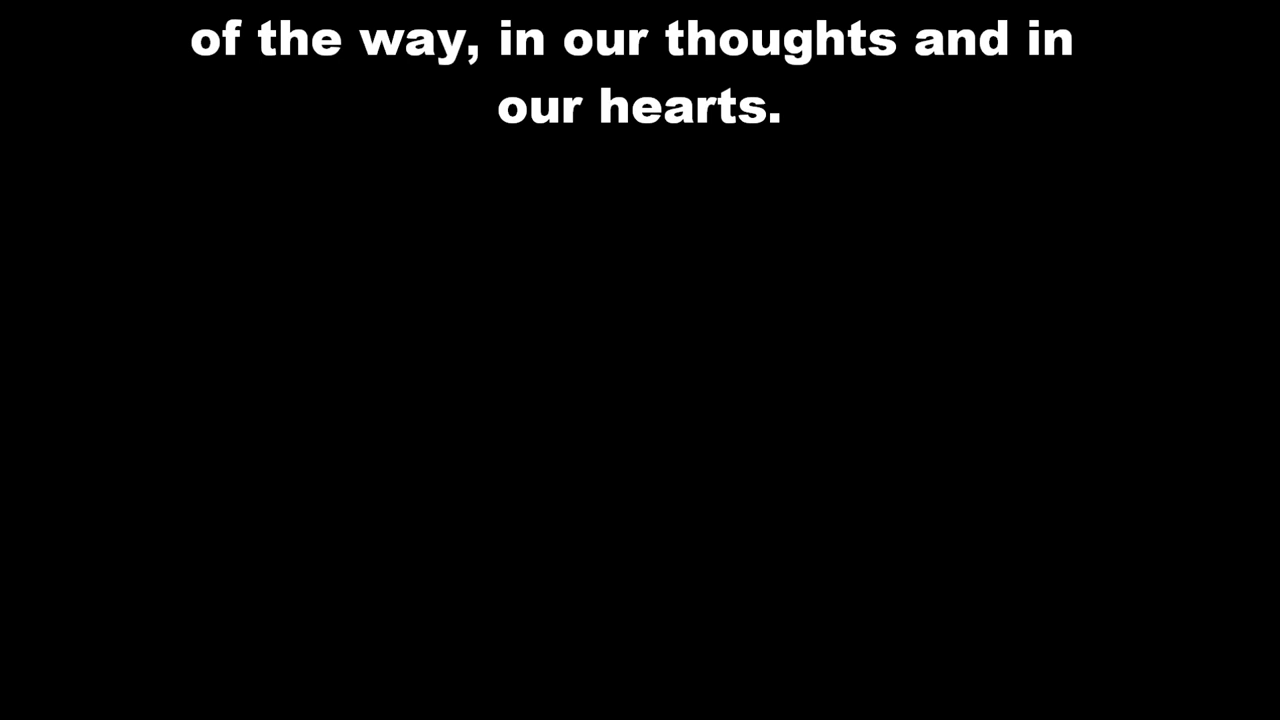 of the way, in our thoughts and in
our hearts.